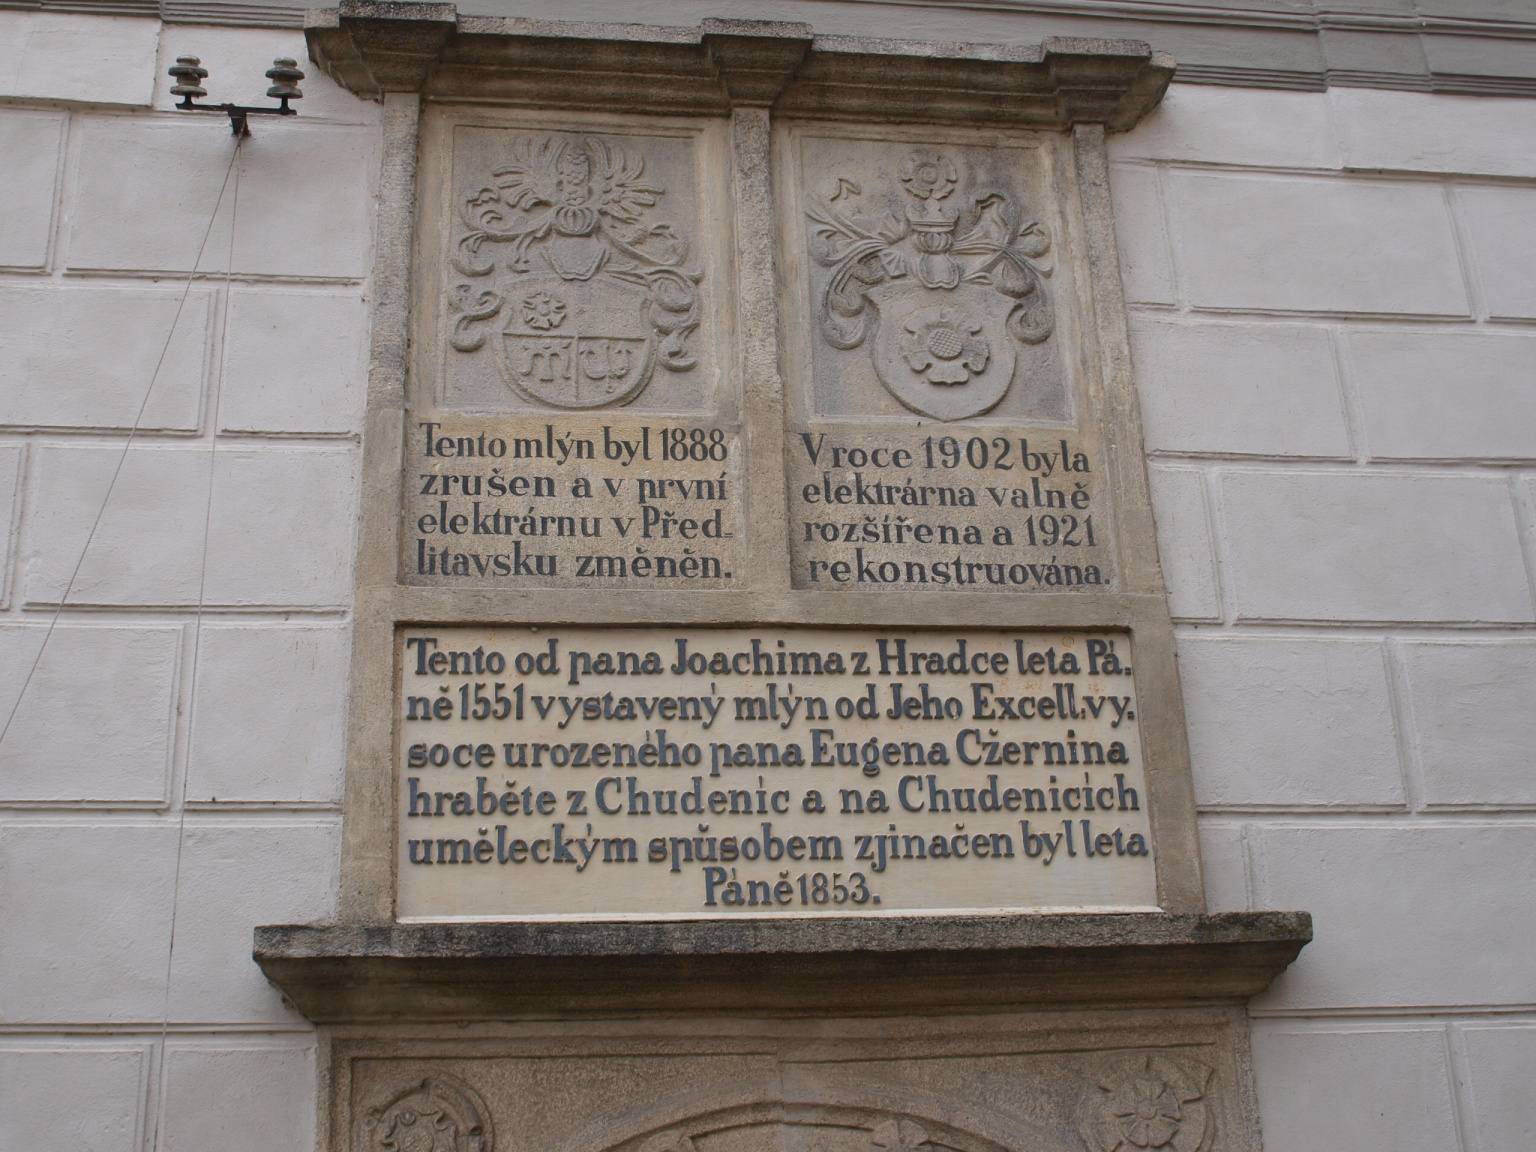 Tento mlýn byl 1888
zrušen a v první
elektrárnu v Před-
litavsku změněn.
V roce 1902 byla
elektrárna valně
rozšířena a 1921
rekonstruována.
Tento od pana Joachima z Hradce leta Pá-
ně 1551 vystavený mlýn od Jeho Excell. vy-
soce urozeného pana Eugena Cžernina
hraběte z Chudenic a na Chudenicích
uměleckým spůsobem zjinačen byl leta
Páně 1853.